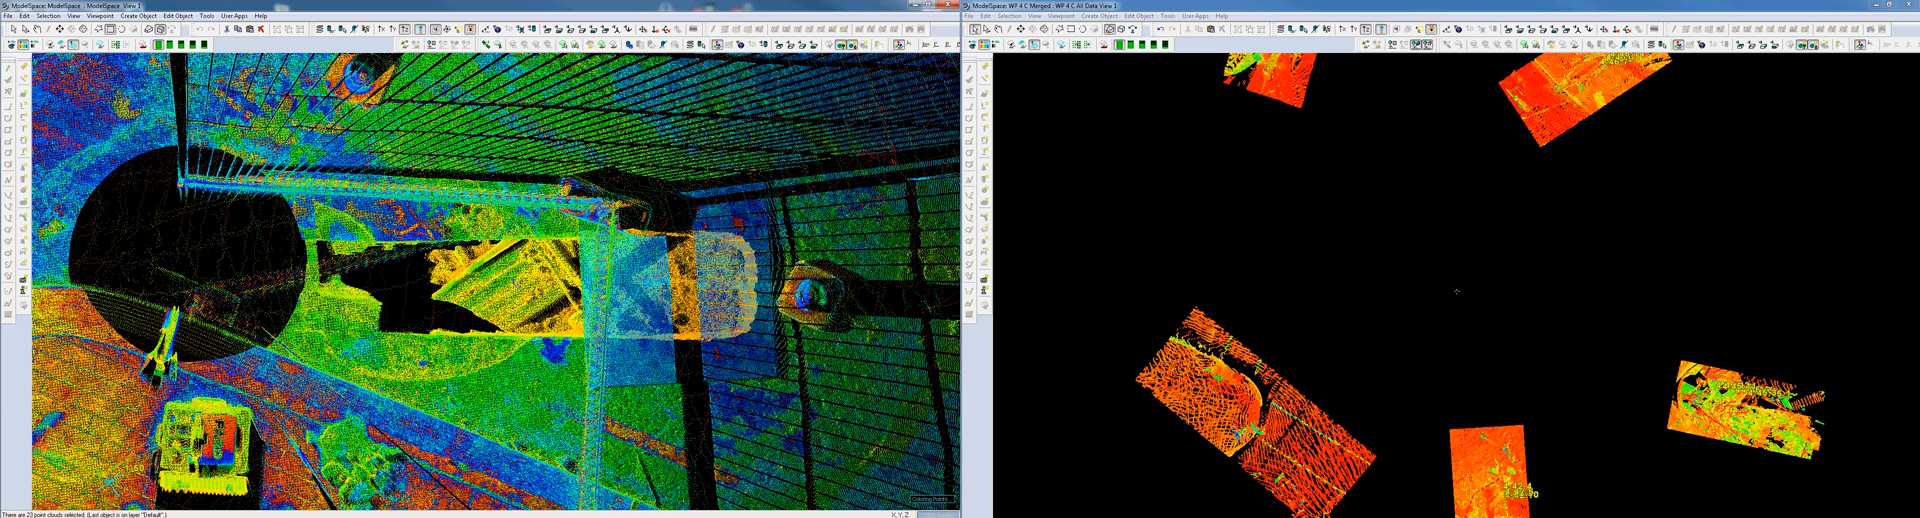 ModelSpace: ModelSpace : ModelSpace View 1
File Edit Selection View Viewpoint Create Object Edit Object Tools User Apps Help
Coloring Points...
There are 23 point clouds selected. (Last object is on layer "Default".)
X,Y,Z
ModelSpace: WP 4 C Merged : WP 4 C All Data View 1
File Edit Selection View Viewpoint Create Object Edit Object Tools User Apps Help